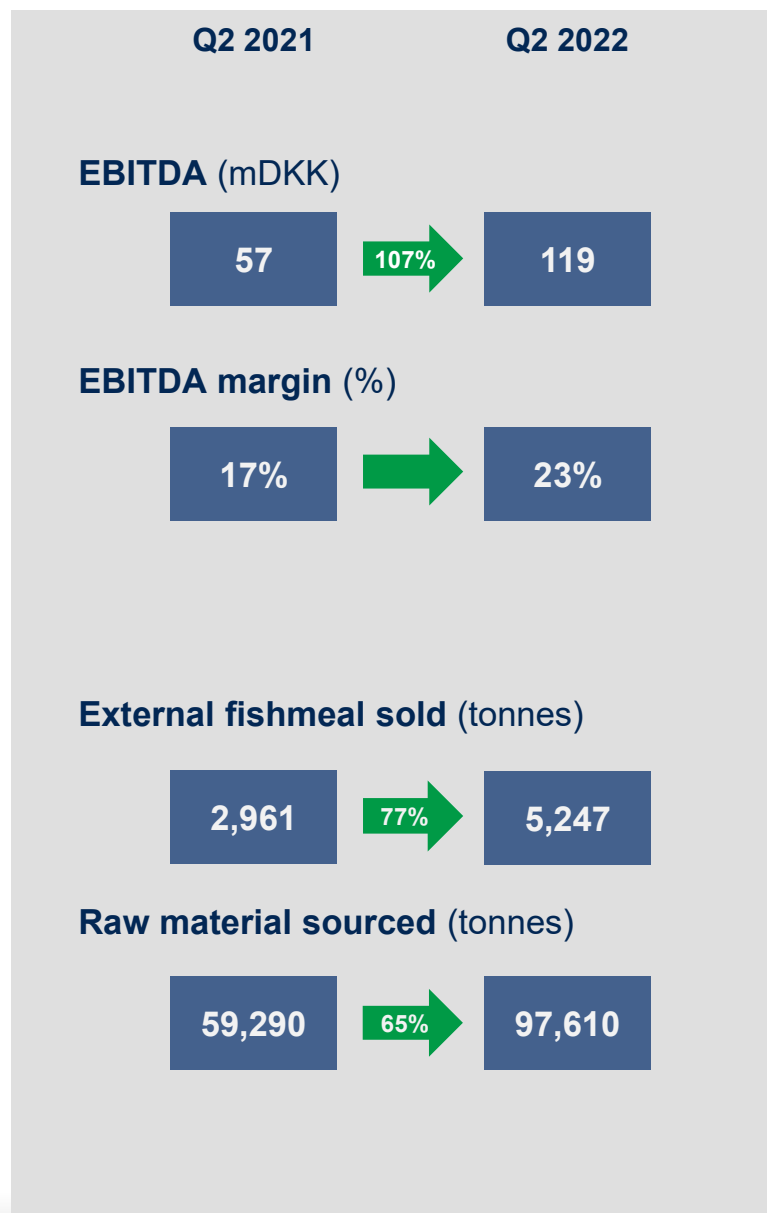 Q2 2021 Q2 2022
EBITDA (mDKK)
57 107% 119
EBITDA margin (%)
17% 23%
External fishmeal sold (tonnes)
2,961 77% 5,247
Raw material sourced (tonnes)
59,290 65% 97,610